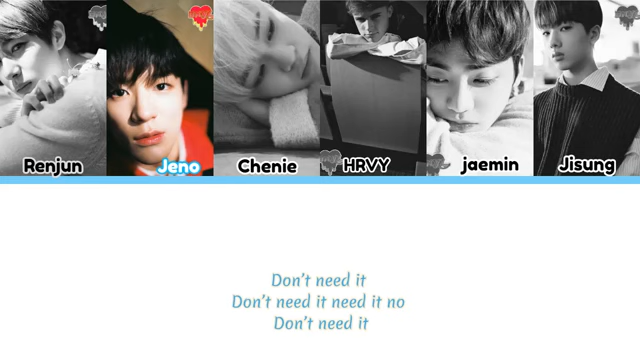 Renjun
Jeno
Chenie
HRVY
jaemin
Jisung
Don't need it
Don't need it need it no
Don't need it